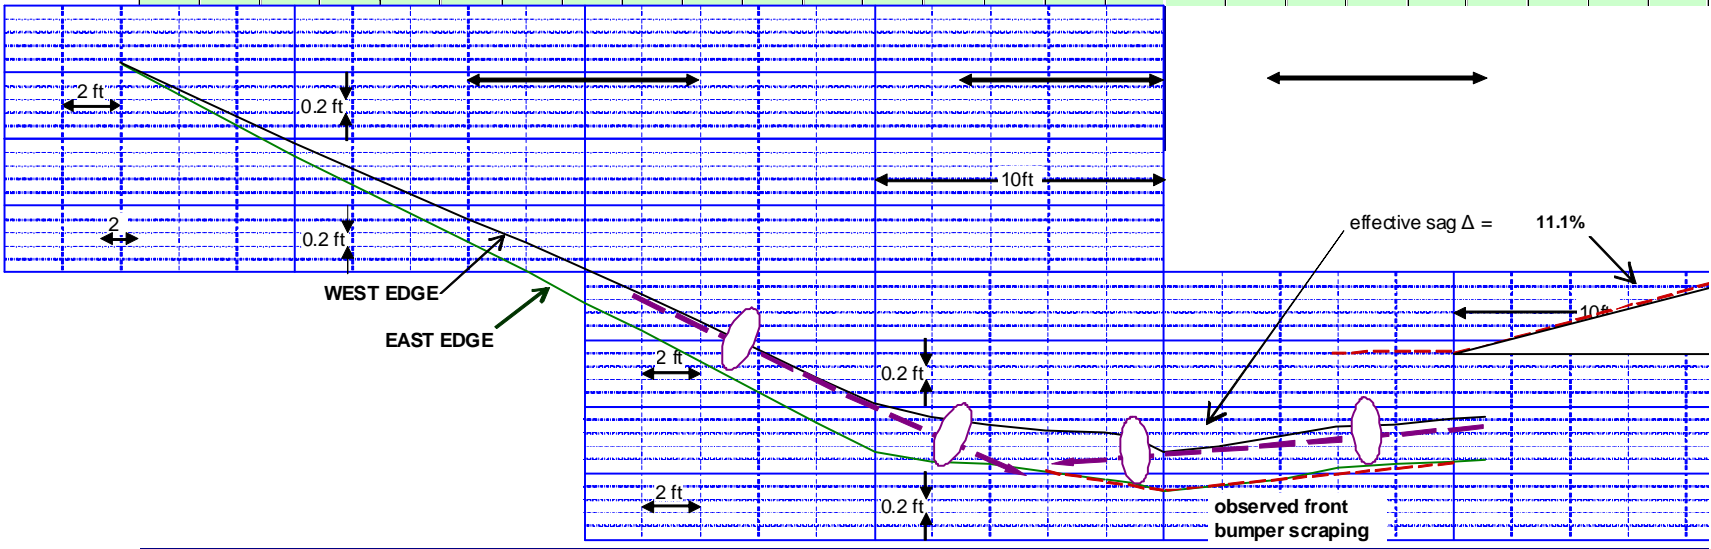 2 ft
0.2 ft
10ft
2
0.2 ft
effective sag Δ = 11.1%
WEST EDGE
EAST EDGE
10ft
2 ft
0.2 ft
2 ft
0.2 ft
observed front
bumper scraping